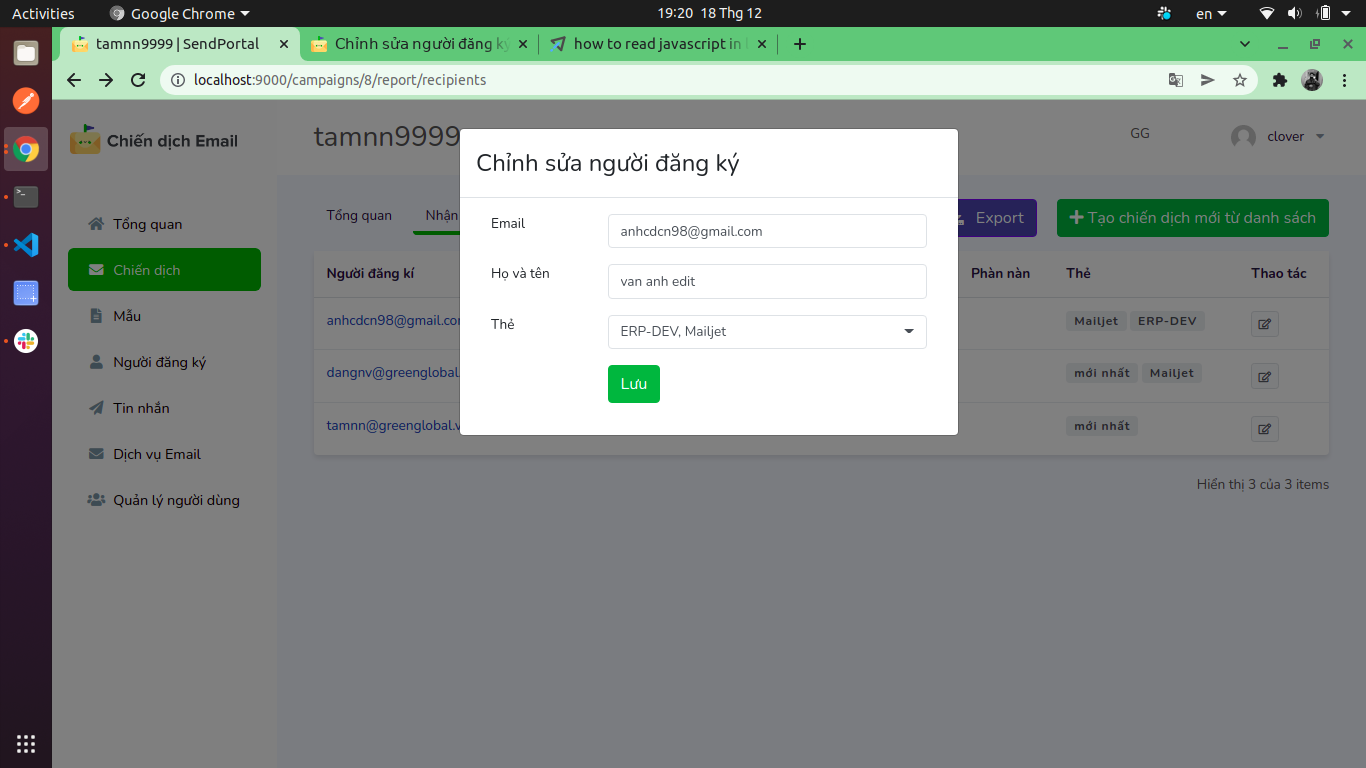 Activities
Google Chrome
19:20 18 Thg 12
en
tamnn9999 | SendPortal
Chỉnh sửa người đăng ký
how to read javascript in
localhost:9000/campaigns/8/report/recipients
Chiến dịch Email
tamnn9999
GG
clover
Chỉnh sửa người đăng ký
Tổng quan
Chiến dịch
Mẫu
Người đăng ký
Tin nhắn
Dịch vụ Email
Quản lý người dùng
Tổng quan
Nhận
Export
Tạo chiến dịch mới từ danh sách
Email
anhcdcn98@gmail.com
Họ và tên
van anh edit
Thẻ
ERP-DEV, Mailjet
Lưu
Người đăng kí
Phàn nàn
Thẻ
Thao tác
anhcdcn98@gmail.co
Mailjet
ERP-DEV
dangnv@greenglobal.
mới nhất
Mailjet
tamnn@greenglobal.v
mới nhất
Hiển thị 3 của 3 items